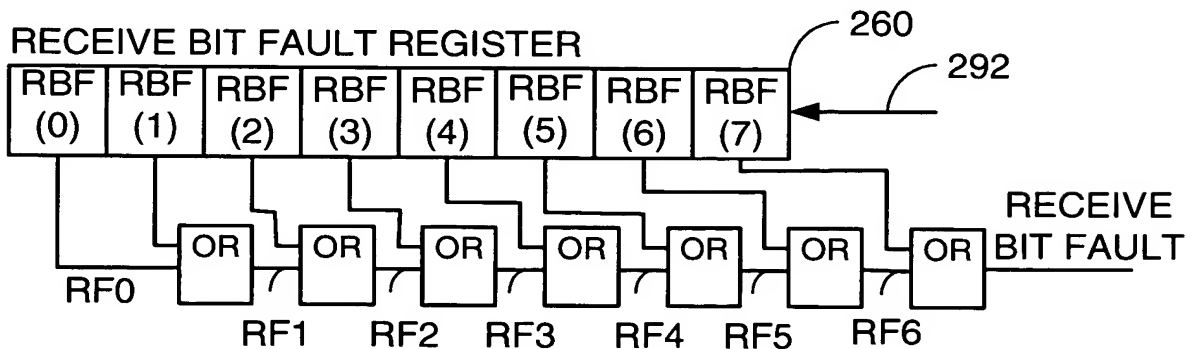 260
RECEIVE BIT FAULT REGISTER
292
RBF RBF RBF RBF RBF RBF RBF RBF
(0) (1) (2) (3) (4) (5) (6) (7)
RECEIVE
BIT FAULT
OR OR OR OR OR OR OR
RF0
RF1 RF2 RF3 RF4 RF5 RF6